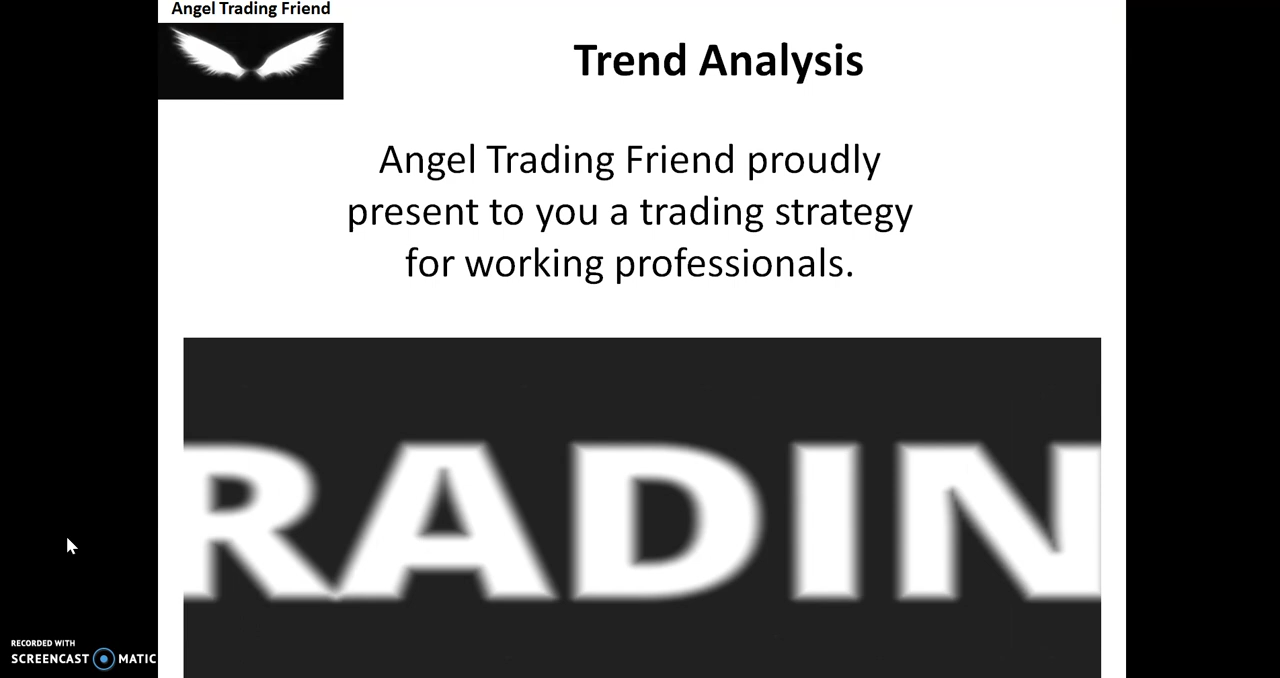 Angel Trading Friend
Trend Analysis
Angel Trading Friend proudly
present to you a trading strategy
for working professionals.
RADIN
RECORDED WITH
SCREENCAST MATIC